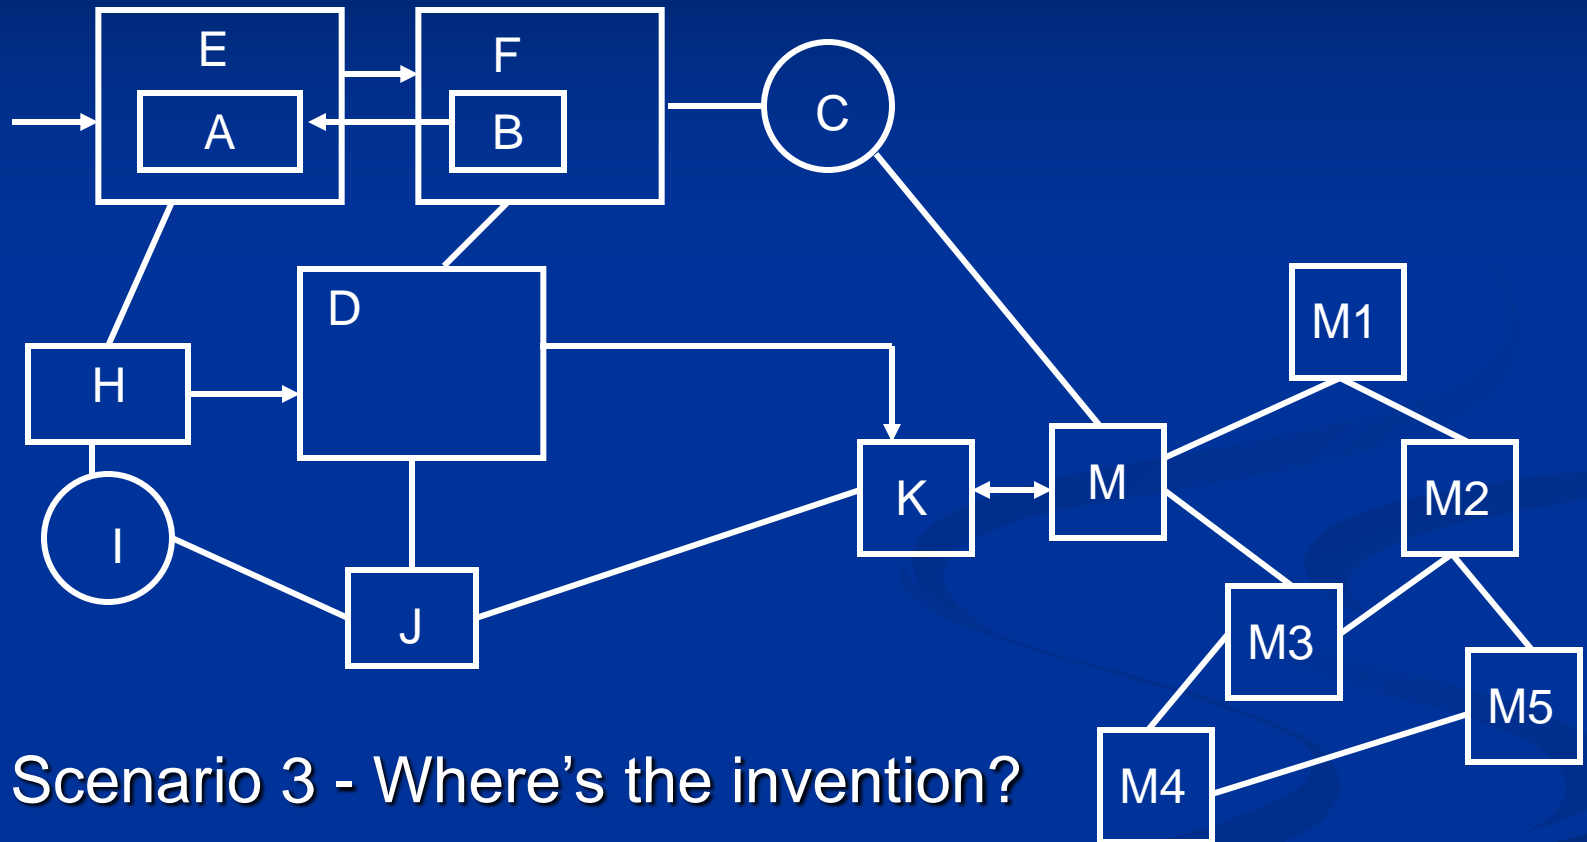 E
F
A
B
C
D
M1
H
M
M2
K
I
J
M3
M5
M4
Scenario 3 - Where’s the invention?